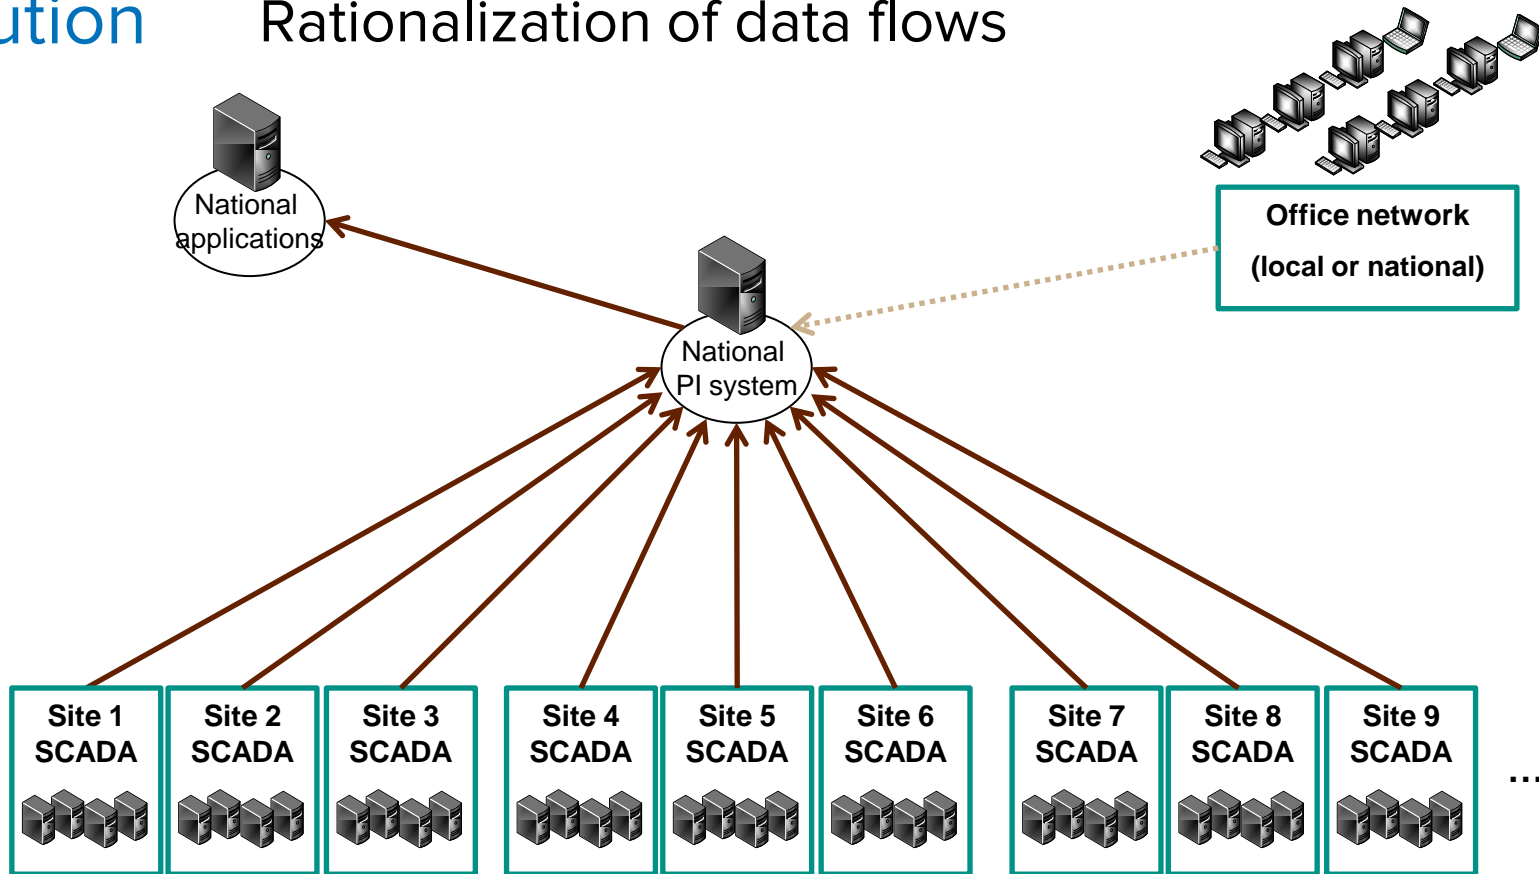 ution Rationalization of data flows
National
applications
Office network
(local or national)
National
PI system
Site 1
SCADA
Site 2
SCADA
Site 3
SCADA
Site 4
SCADA
Site 5
SCADA
Site 6
SCADA
Site 7
SCADA
Site 8
SCADA
Site 9
SCADA
...